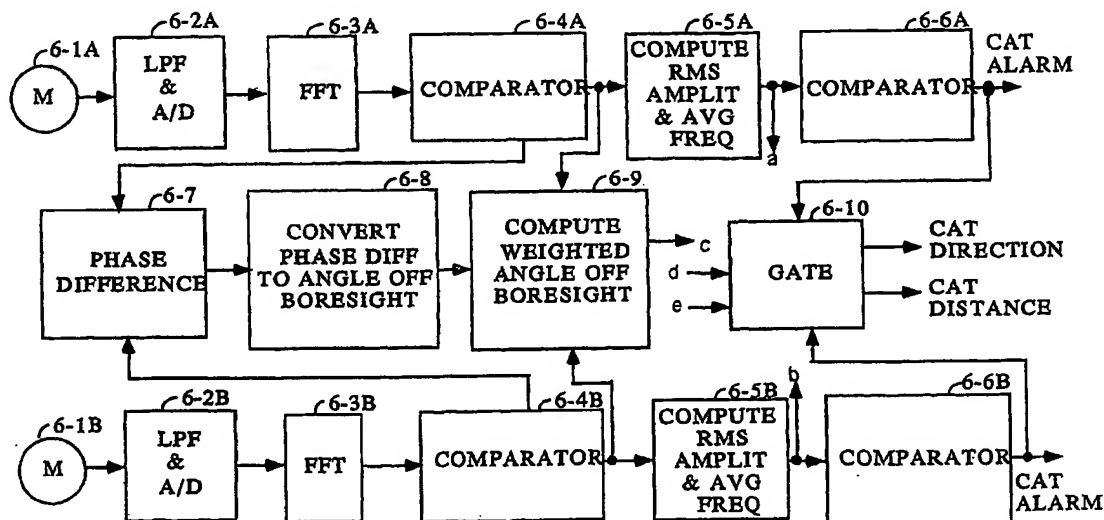 6-1A
M
6-2A
LPF
&
A/D
6-3A
FFT
6-4A
COMPARATOR
6-5A
COMPUTE
RMS
AMPLIT
& AVG
FREQ
a
6-6A
COMPARATOR
CAT
ALARM
6-7
PHASE
DIFFERENCE
6-8
CONVERT
PHASE DIFF
TO ANGLE OFF
BORESIGHT
6-9
COMPUTE
WEIGHTED
ANGLE OFF
BORESIGHT
c
d
e
6-10
GATE
CAT
DIRECTION
CAT
DISTANCE
6-1B
M
6-2B
LPF
&
A/D
6-3B
FFT
6-4B
COMPARATOR
6-5B
COMPUTE
RMS
AMPLIT
& AVG
FREQ
b
6-6B
COMPARATOR
CAT
ALARM